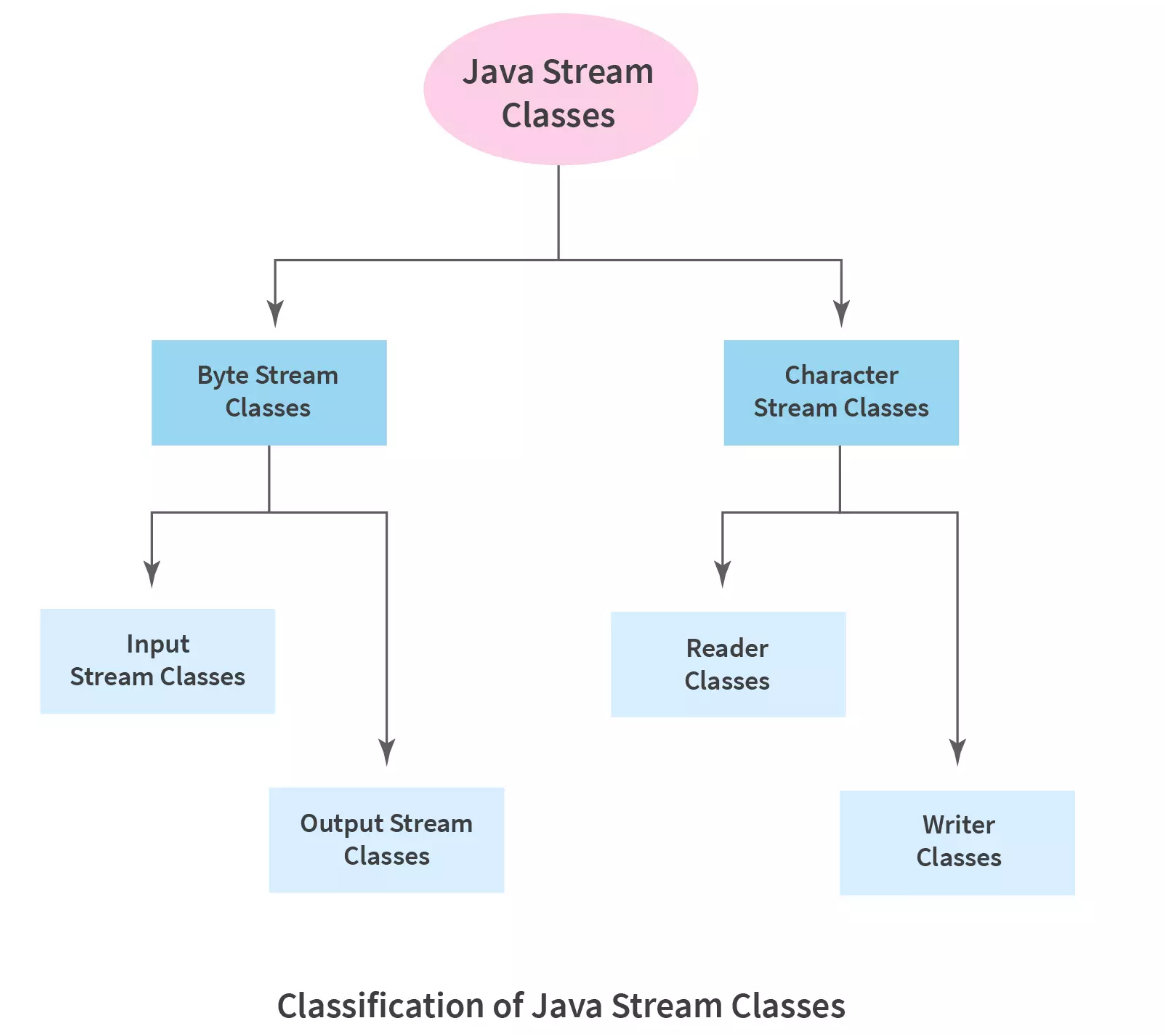 Java Stream
Classes
Byte Stream
Classes
Character
Stream Classes
Input
Stream Classes
Reader
Classes
Output Stream
Classes
Writer
Classes
Classification of Java Stream Classes